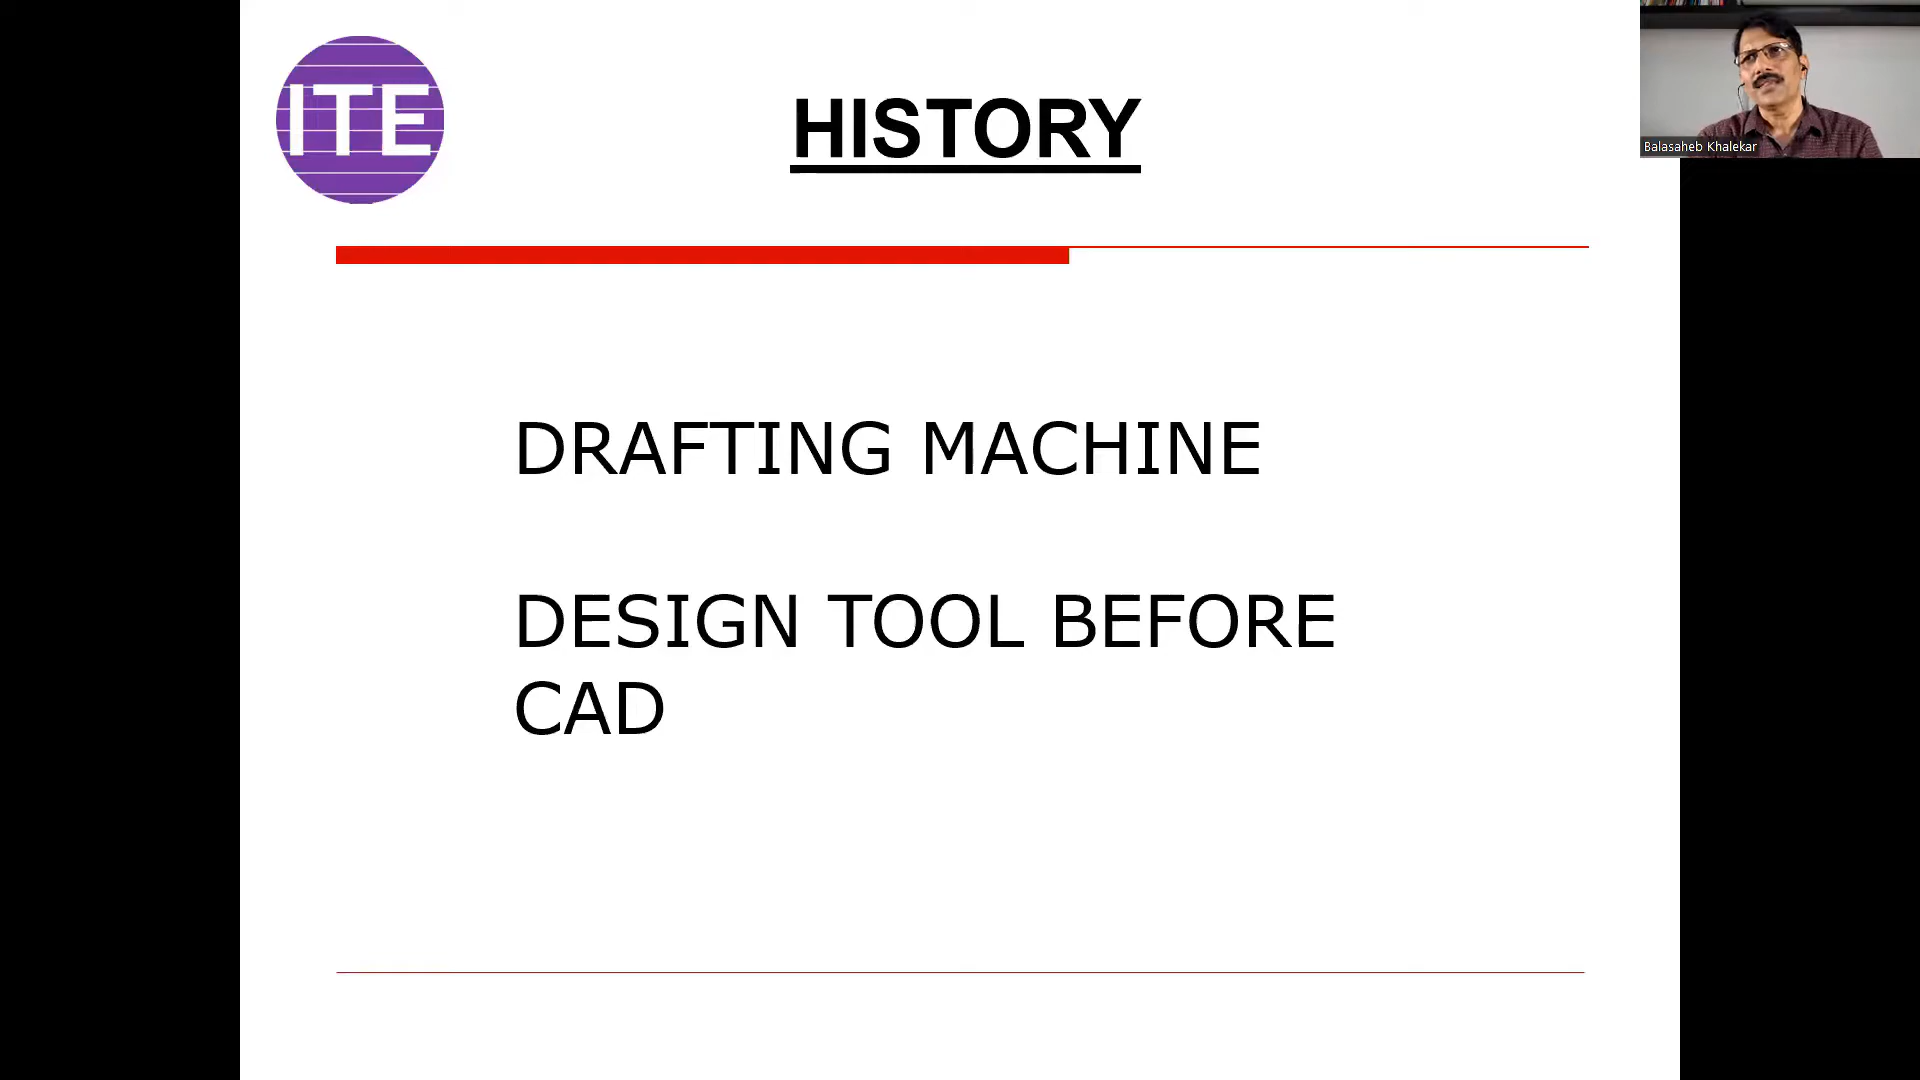 ITE
HISTORY
Balasaheb Khalekar
DRAFTING MACHINE
DESIGN TOOL BEFORE
CAD